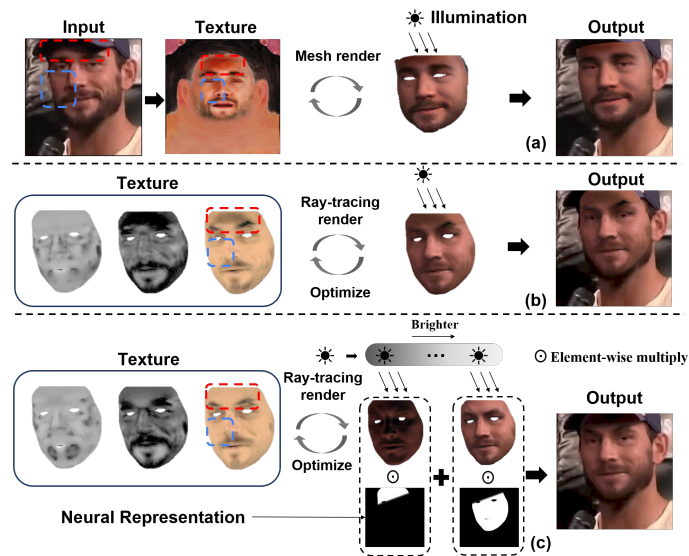 Input
Texture
Illumination
Output
Mesh render
(a)
Texture
Ray-tracing
render
Optimize
Output
(b)
Brighter
Texture
...
⊙ Element-wise multiply
Ray-tracing
render
Optimize
Output
⊙
+
⊙
Neural Representation
(c)